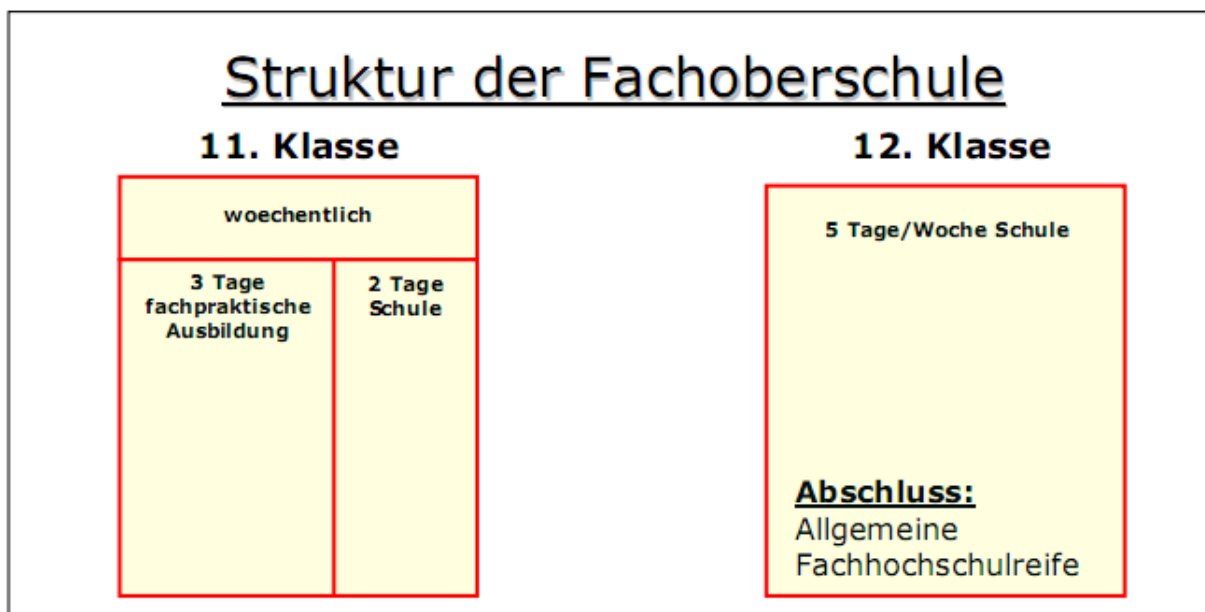 Struktur der Fachoberschule
11. Klasse
woechentlich
3 Tage
fachpraktische
Ausbildung
2 Tage
Schule
12. Klasse
5 Tage/Woche Schule
Abschluss:
Allgemeine
Fachhochschulreife